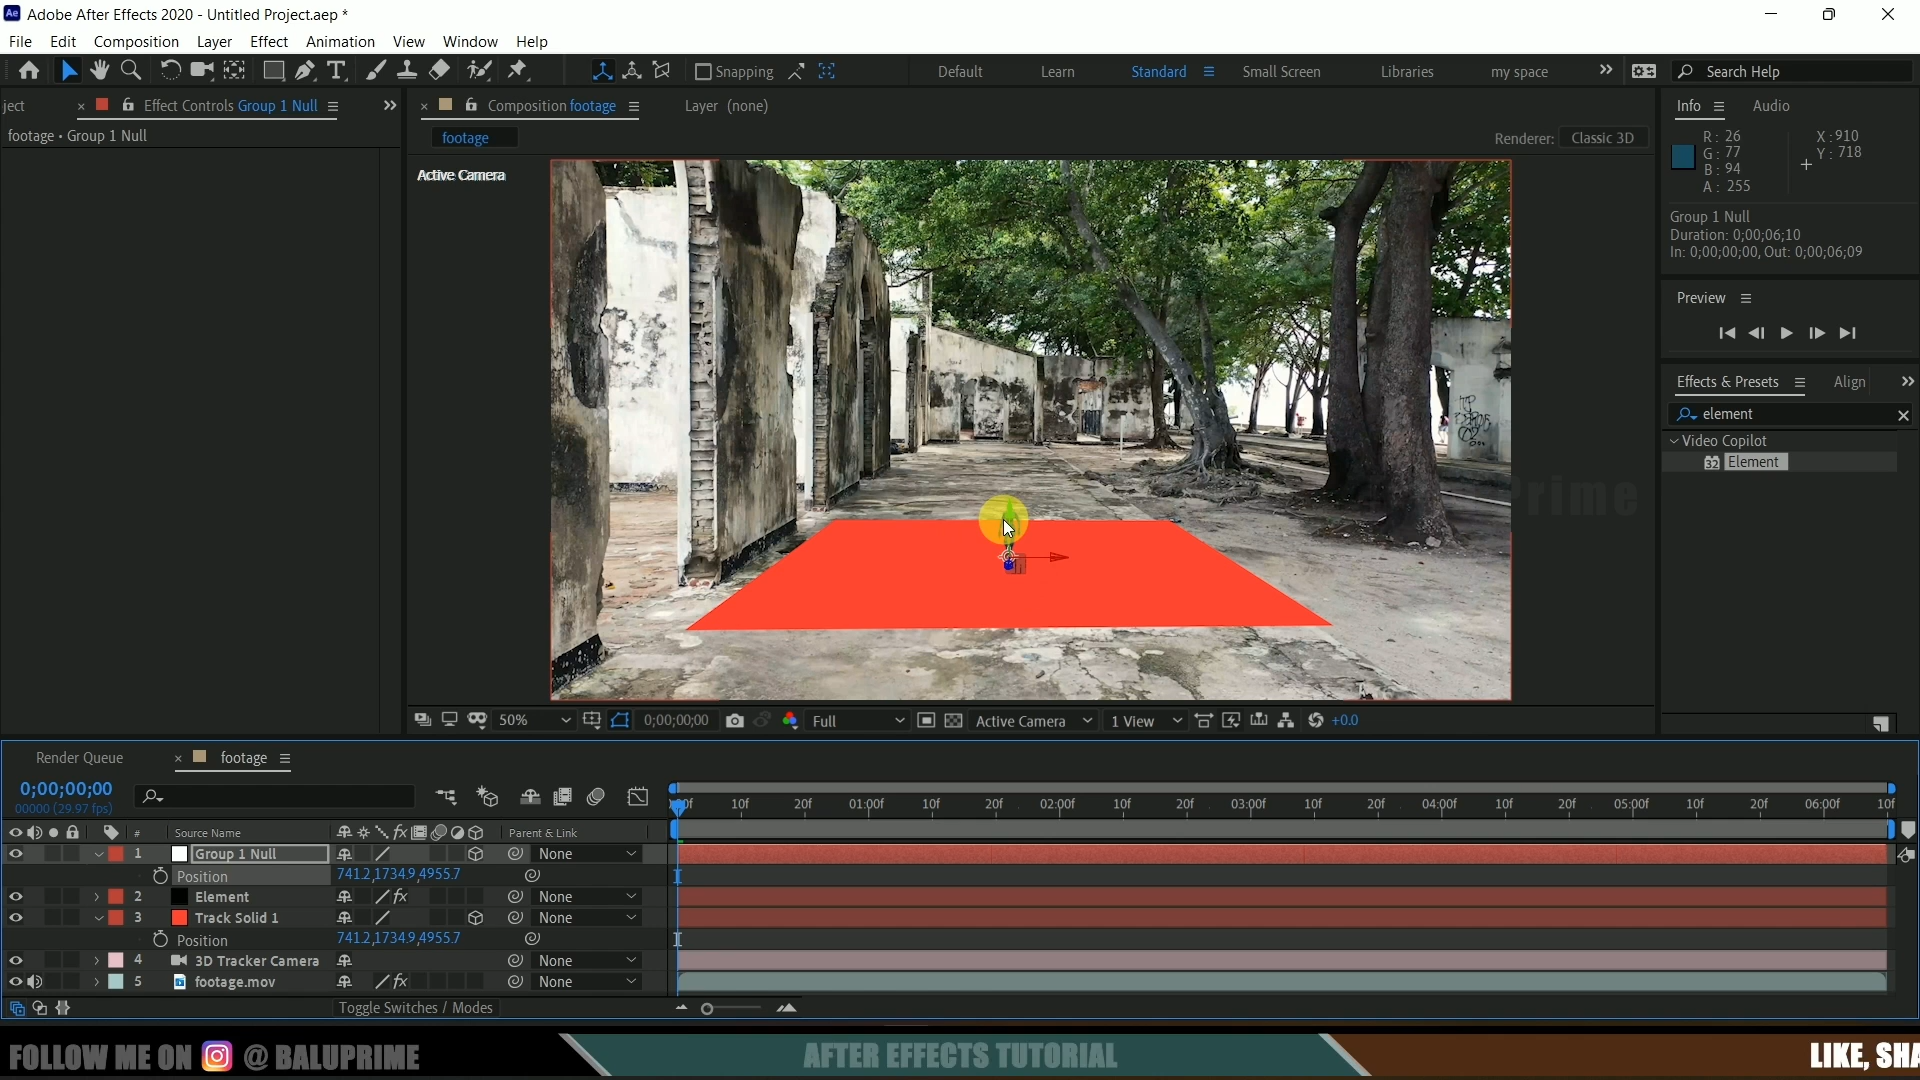 Ae Adobe After Effects 2020 - Untitled Project.aep *
File Edit Composition Layer Effect Animation View Window Help
Snapping Default Learn Standard Small Screen Libraries my space Search Help
ject Effect Controls Group 1 Null Composition footage Layer (none) Info Audio
footage • Group 1 Null
footage
Renderer: Classic 3D
Active Camera
R: 26
G: 77
B: 94
A: 255
X: 910
Y: 718
Group 1 Null
Duration: 0;00;06;10
In: 0;00;00;00, Out: 0;00;06;09
Preview
Effects & Presets Align
element
Video Copilot
32 Element
Prime
50% 0;00;00;00 Full Active Camera 1 View +0.0
Render Queue footage
0;00;00;00
00000 (29.97 fps)
10f 20f 01:00f 10f 20f 02:00f 10f 20f 03:00f 10f 20f 04:00f 10f 20f 05:00f 10f 20f 06:00f 10f
# Source Name Parent & Link
1 Group 1 Null None
Position 741.2,1734.9,4955.7
2 Element None
3 Track Solid 1 None
Position 741.2,1734.9,4955.7
4 3D Tracker Camera None
5 footage.mov None
Toggle Switches / Modes
FOLLOW ME ON @ BALUPRIME AFTER EFFECTS TUTORIAL LIKE, SHA